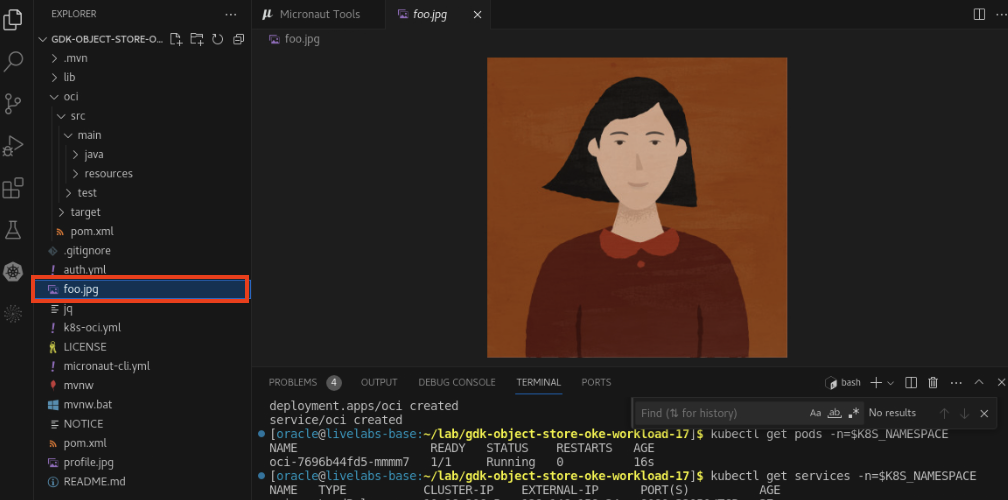 EXPLORER
Micronaut Tools
foo.jpg
GDK-OBJECT-STORE-O...
foo.jpg
.mvn
lib
oci
src
main
java
resources
test
target
pom.xml
.gitignore
auth.yml
foo.jpg
jq
k8s-oci.yml
LICENSE
micronaut-cli.yml
mvnw
mvnw.bat
NOTICE
pom.xml
profile.jpg
README.md
PROBLEMS 4 OUTPUT DEBUG CONSOLE TERMINAL PORTS bash
Find (⇅ for history) Aa ab .* No results
deployment.apps/oci created
service/oci created
[oracle@livelabs-base:~/lab/gdk-object-store-oke-workload-17]$ kubectl get pods -n=$K8S_NAMESPACE
NAME READY STATUS RESTARTS AGE
oci-7696b44fd5-mmmm7 1/1 Running 0 16s
[oracle@livelabs-base:~/lab/gdk-object-store-oke-workload-17]$ kubectl get services -n=$K8S_NAMESPACE
NAME TYPE CLUSTER-IP EXTERNAL-IP PORT(S) AGE